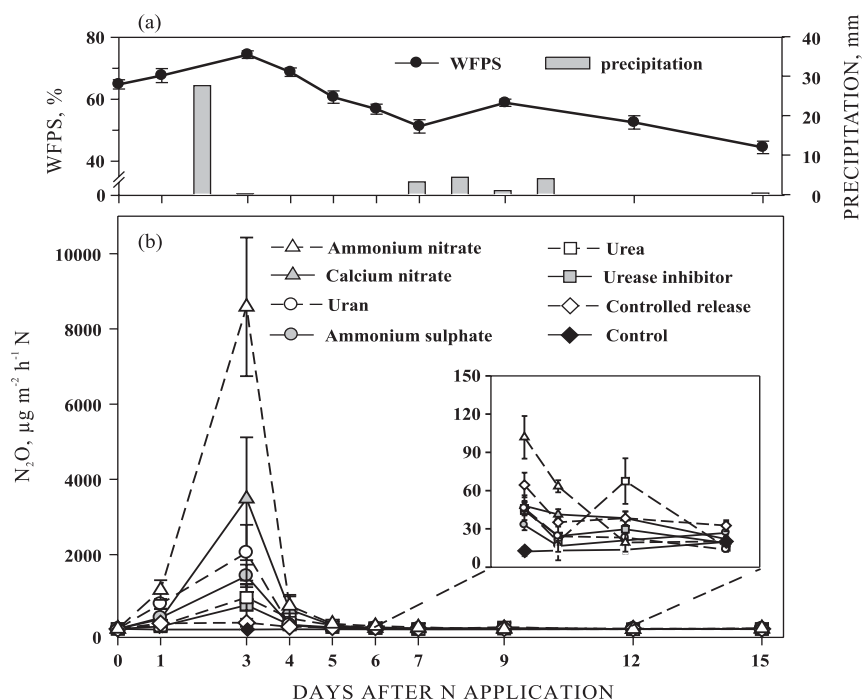 (a)
80
60
40
0
WFPS, %
WFPS
precipitation
40
30
20
10
0
PRECIPITATION, mm
(b)
10000
8000
6000
4000
2000
0
N₂O, µg m⁻² h⁻¹ N
Ammonium nitrate
Calcium nitrate
Uran
Ammonium sulphate
Urea
Urease inhibitor
Controlled release
Control
150
120
90
60
30
0
0 1 3 4 5 6 7 9 12 15
DAYS AFTER N APPLICATION